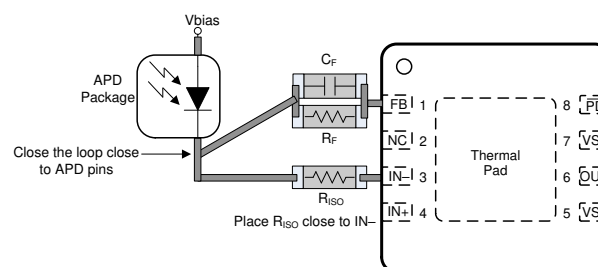 Vbias
APD
Package
CF
RF
Close the loop close
to APD pins
RISO
Place RISO close to IN–
FB 1
NC 2
IN– 3
IN+ 4
Thermal
Pad
8
7
6
5